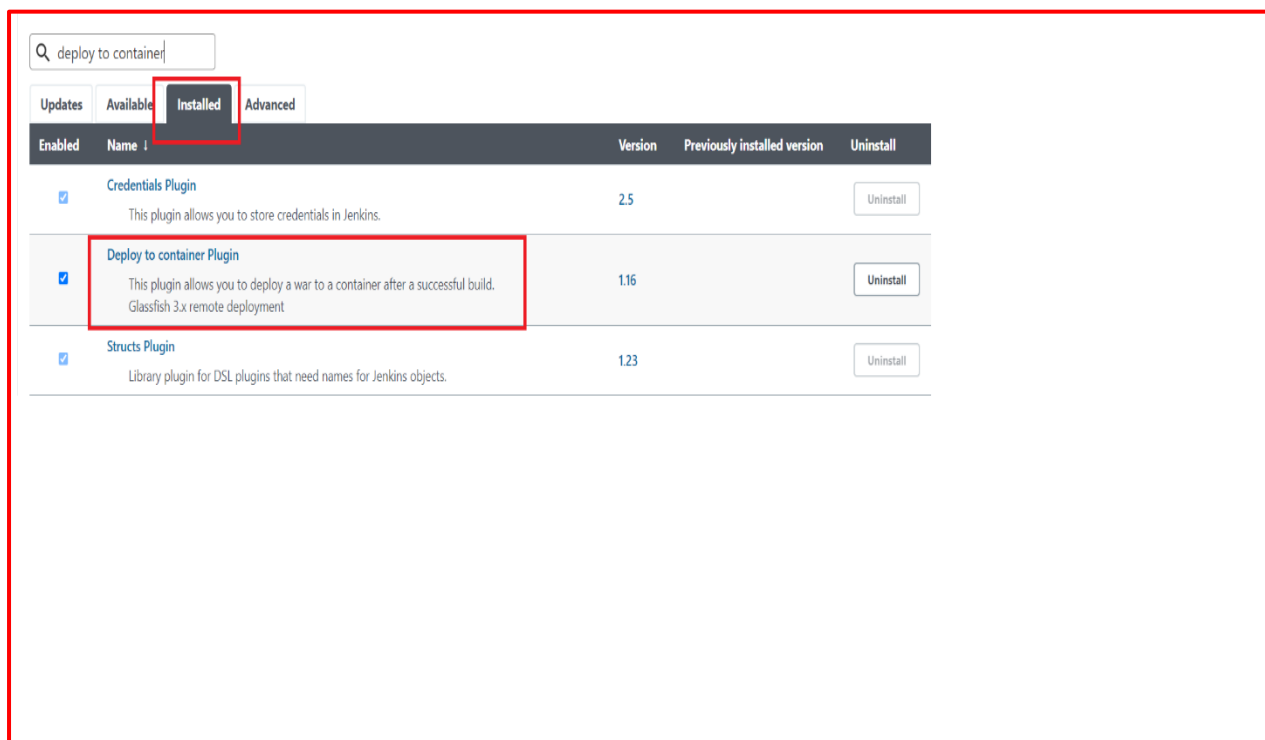 deploy to container
Updates Available Installed Advanced
Enabled Name ↓ Version Previously installed version Uninstall
Credentials Plugin
This plugin allows you to store credentials in Jenkins.
2.5 Uninstall
Deploy to container Plugin
This plugin allows you to deploy a war to a container after a successful build.
Glassfish 3.x remote deployment
1.16 Uninstall
Structs Plugin
Library plugin for DSL plugins that need names for Jenkins objects.
1.23 Uninstall